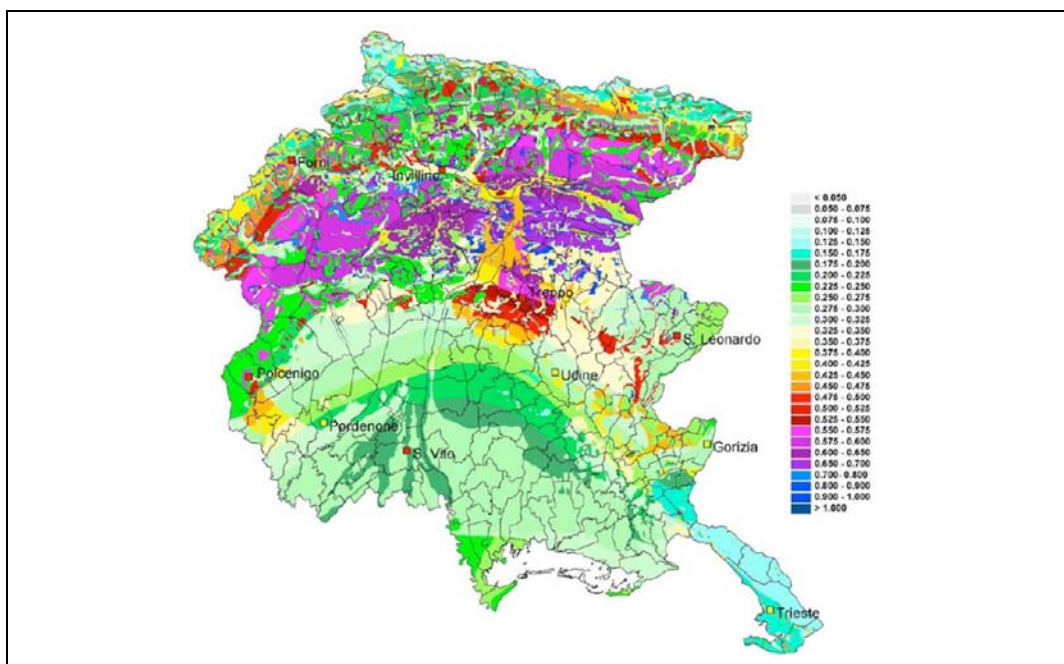 Forni
Invillino
Treppo
S. Leonardo
Polcenigo
Udine
Pordenone
Gorizia
S. Vito
Trieste
< 0.050
0.050 - 0.075
0.075 - 0.100
0.100 - 0.125
0.125 - 0.150
0.150 - 0.175
0.175 - 0.200
0.200 - 0.225
0.225 - 0.250
0.250 - 0.275
0.275 - 0.300
0.300 - 0.325
0.325 - 0.350
0.350 - 0.375
0.375 - 0.400
0.400 - 0.425
0.425 - 0.450
0.450 - 0.475
0.475 - 0.500
0.500 - 0.525
0.525 - 0.550
0.550 - 0.575
0.575 - 0.600
0.600 - 0.650
0.650 - 0.700
0.700- 0.800
0.800 - 0.900
0.900 - 1.000
> 1.000